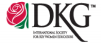 DKG
INTERNATIONAL SOCIETY
FOR KEY WOMEN EDUCATORS